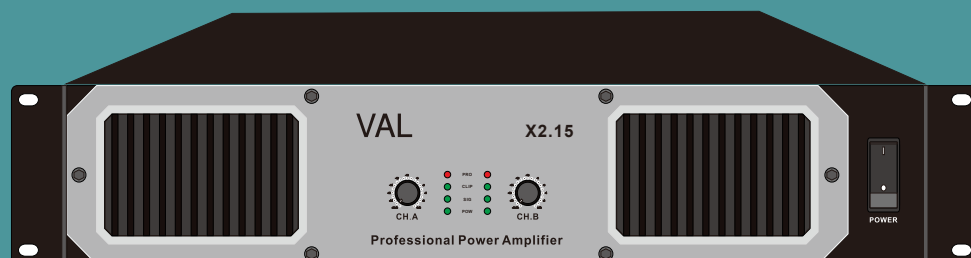 VAL
X2.15
PRO
CLIP
SIG
POW
CH.A
CH.B
Professional Power Amplifier
POWER